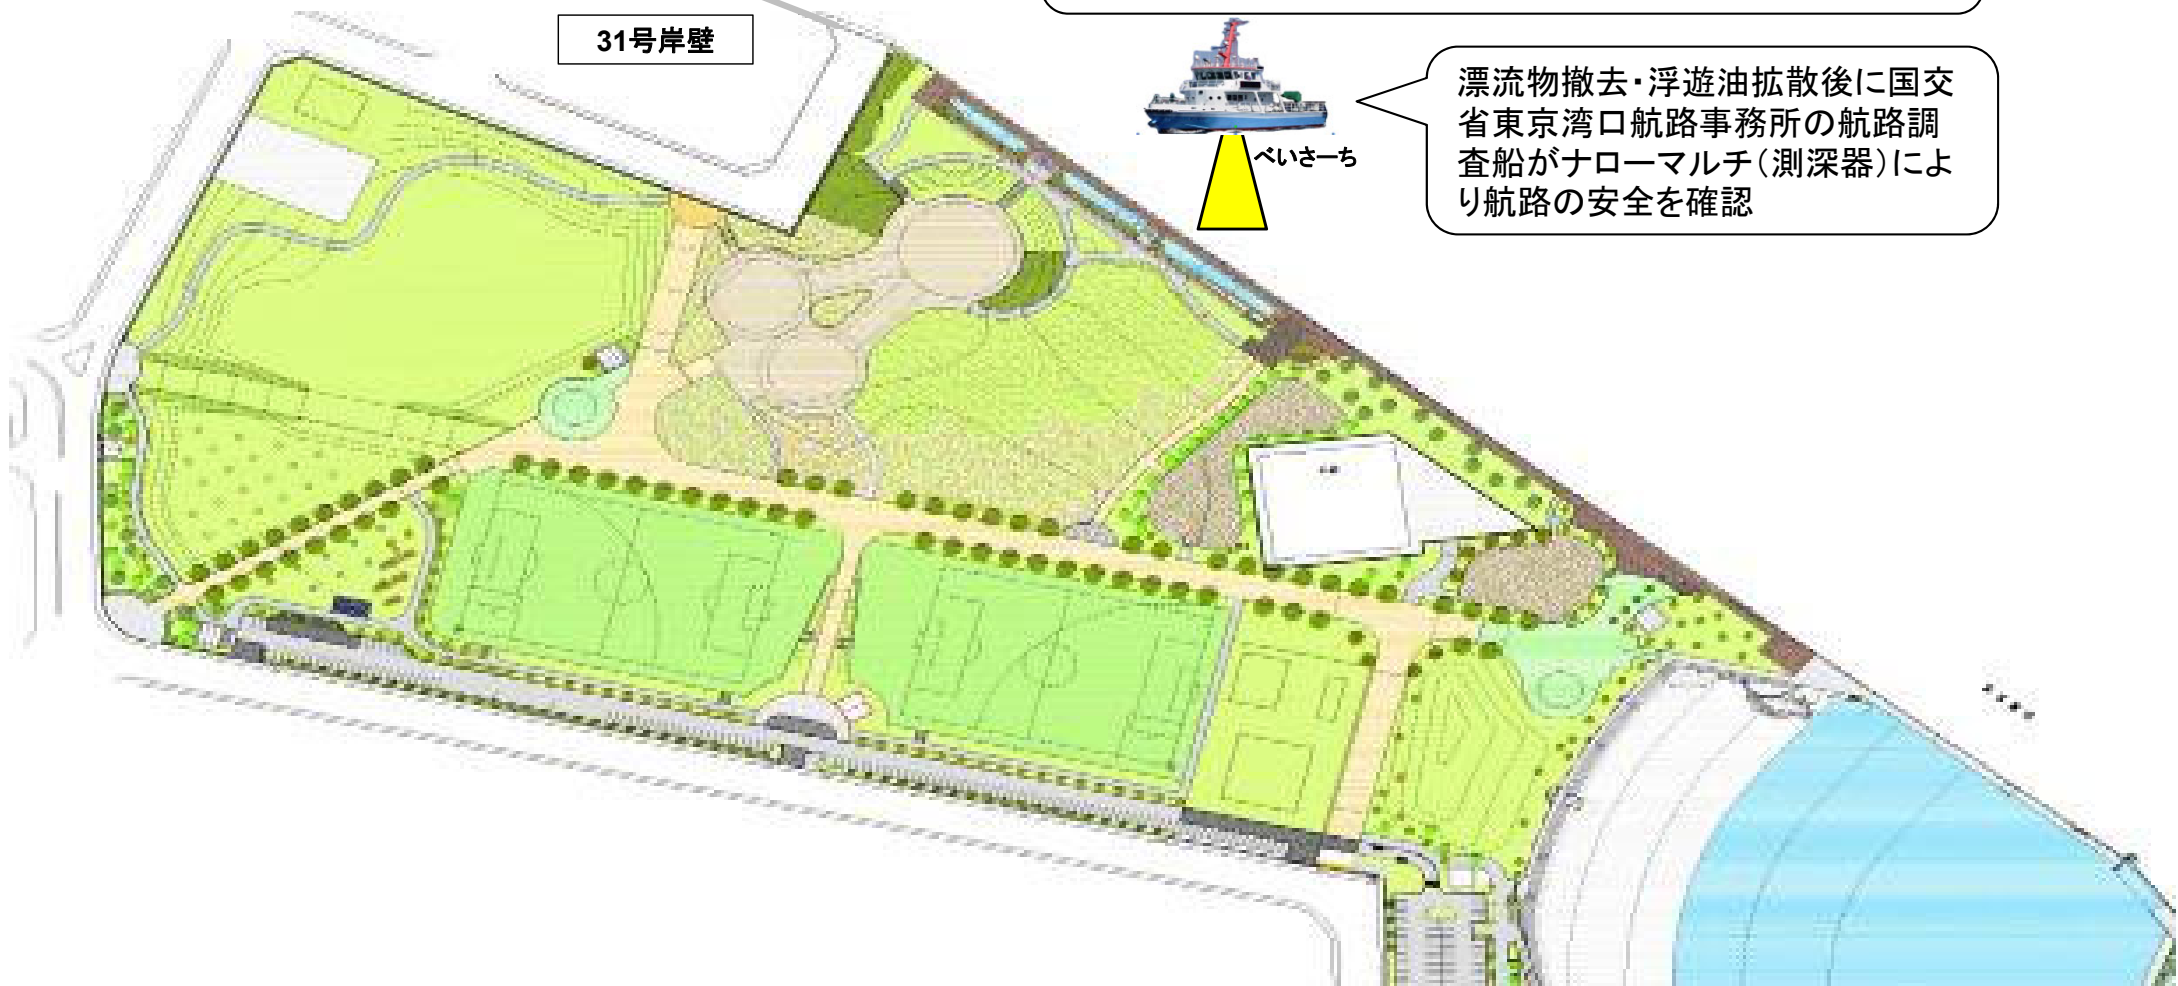 31号岸壁
漂流物撤去・浮遊油拡散後に国交
省東京湾口航路事務所の航路調
査船がナローマルチ（測深器）によ
り航路の安全を確認
べいさーち